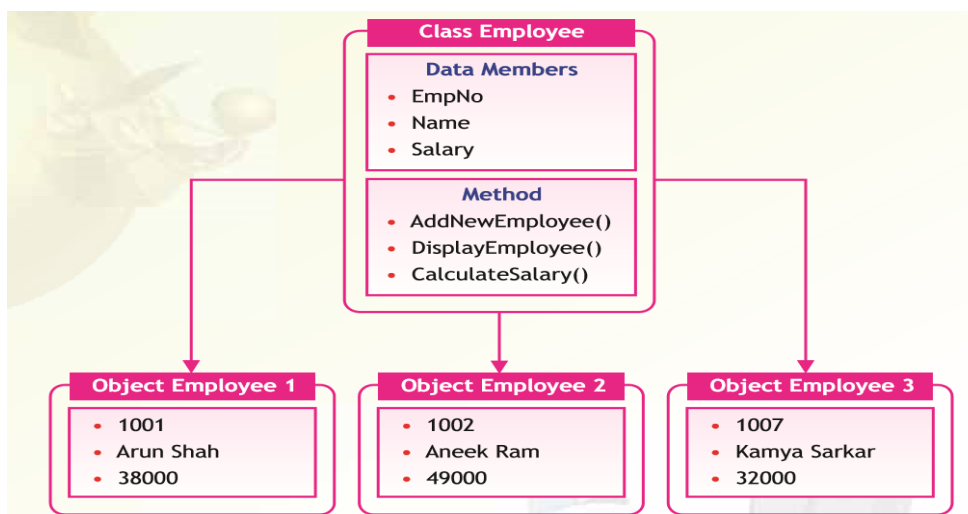 Class Employee
Data Members
• EmpNo
• Name
• Salary
Method
• AddNewEmployee()
• DisplayEmployee()
• CalculateSalary()
Object Employee 1
• 1001
• Arun Shah
• 38000
Object Employee 2
• 1002
• Aneek Ram
• 49000
Object Employee 3
• 1007
• Kamya Sarkar
• 32000